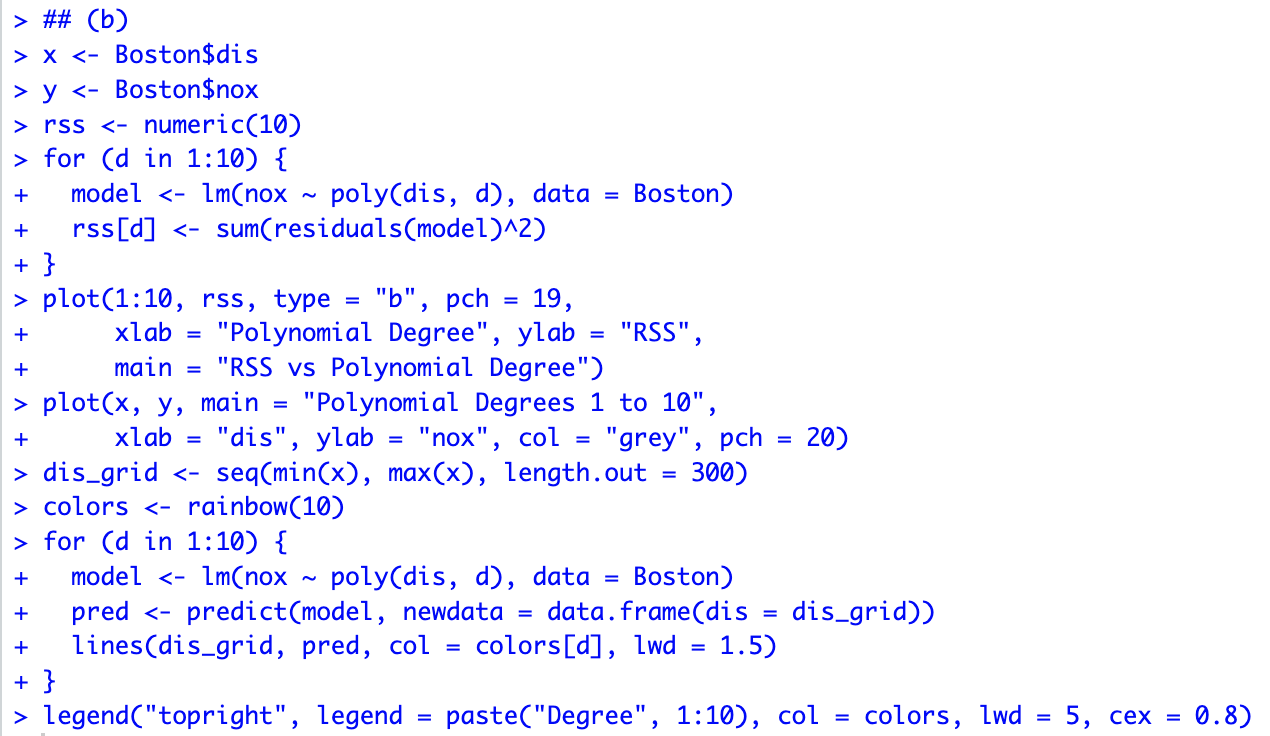 > ## (b)
> x <- Boston$dis
> y <- Boston$nox
> rss <- numeric(10)
> for (d in 1:10) {
+   model <- lm(nox ~ poly(dis, d), data = Boston)
+   rss[d] <- sum(residuals(model)^2)
+ }
> plot(1:10, rss, type = "b", pch = 19,
+      xlab = "Polynomial Degree", ylab = "RSS",
+      main = "RSS vs Polynomial Degree")
> plot(x, y, main = "Polynomial Degrees 1 to 10",
+      xlab = "dis", ylab = "nox", col = "grey", pch = 20)
> dis_grid <- seq(min(x), max(x), length.out = 300)
> colors <- rainbow(10)
> for (d in 1:10) {
+   model <- lm(nox ~ poly(dis, d), data = Boston)
+   pred <- predict(model, newdata = data.frame(dis = dis_grid))
+   lines(dis_grid, pred, col = colors[d], lwd = 1.5)
+ }
> legend("topright", legend = paste("Degree", 1:10), col = colors, lwd = 5, cex = 0.8)